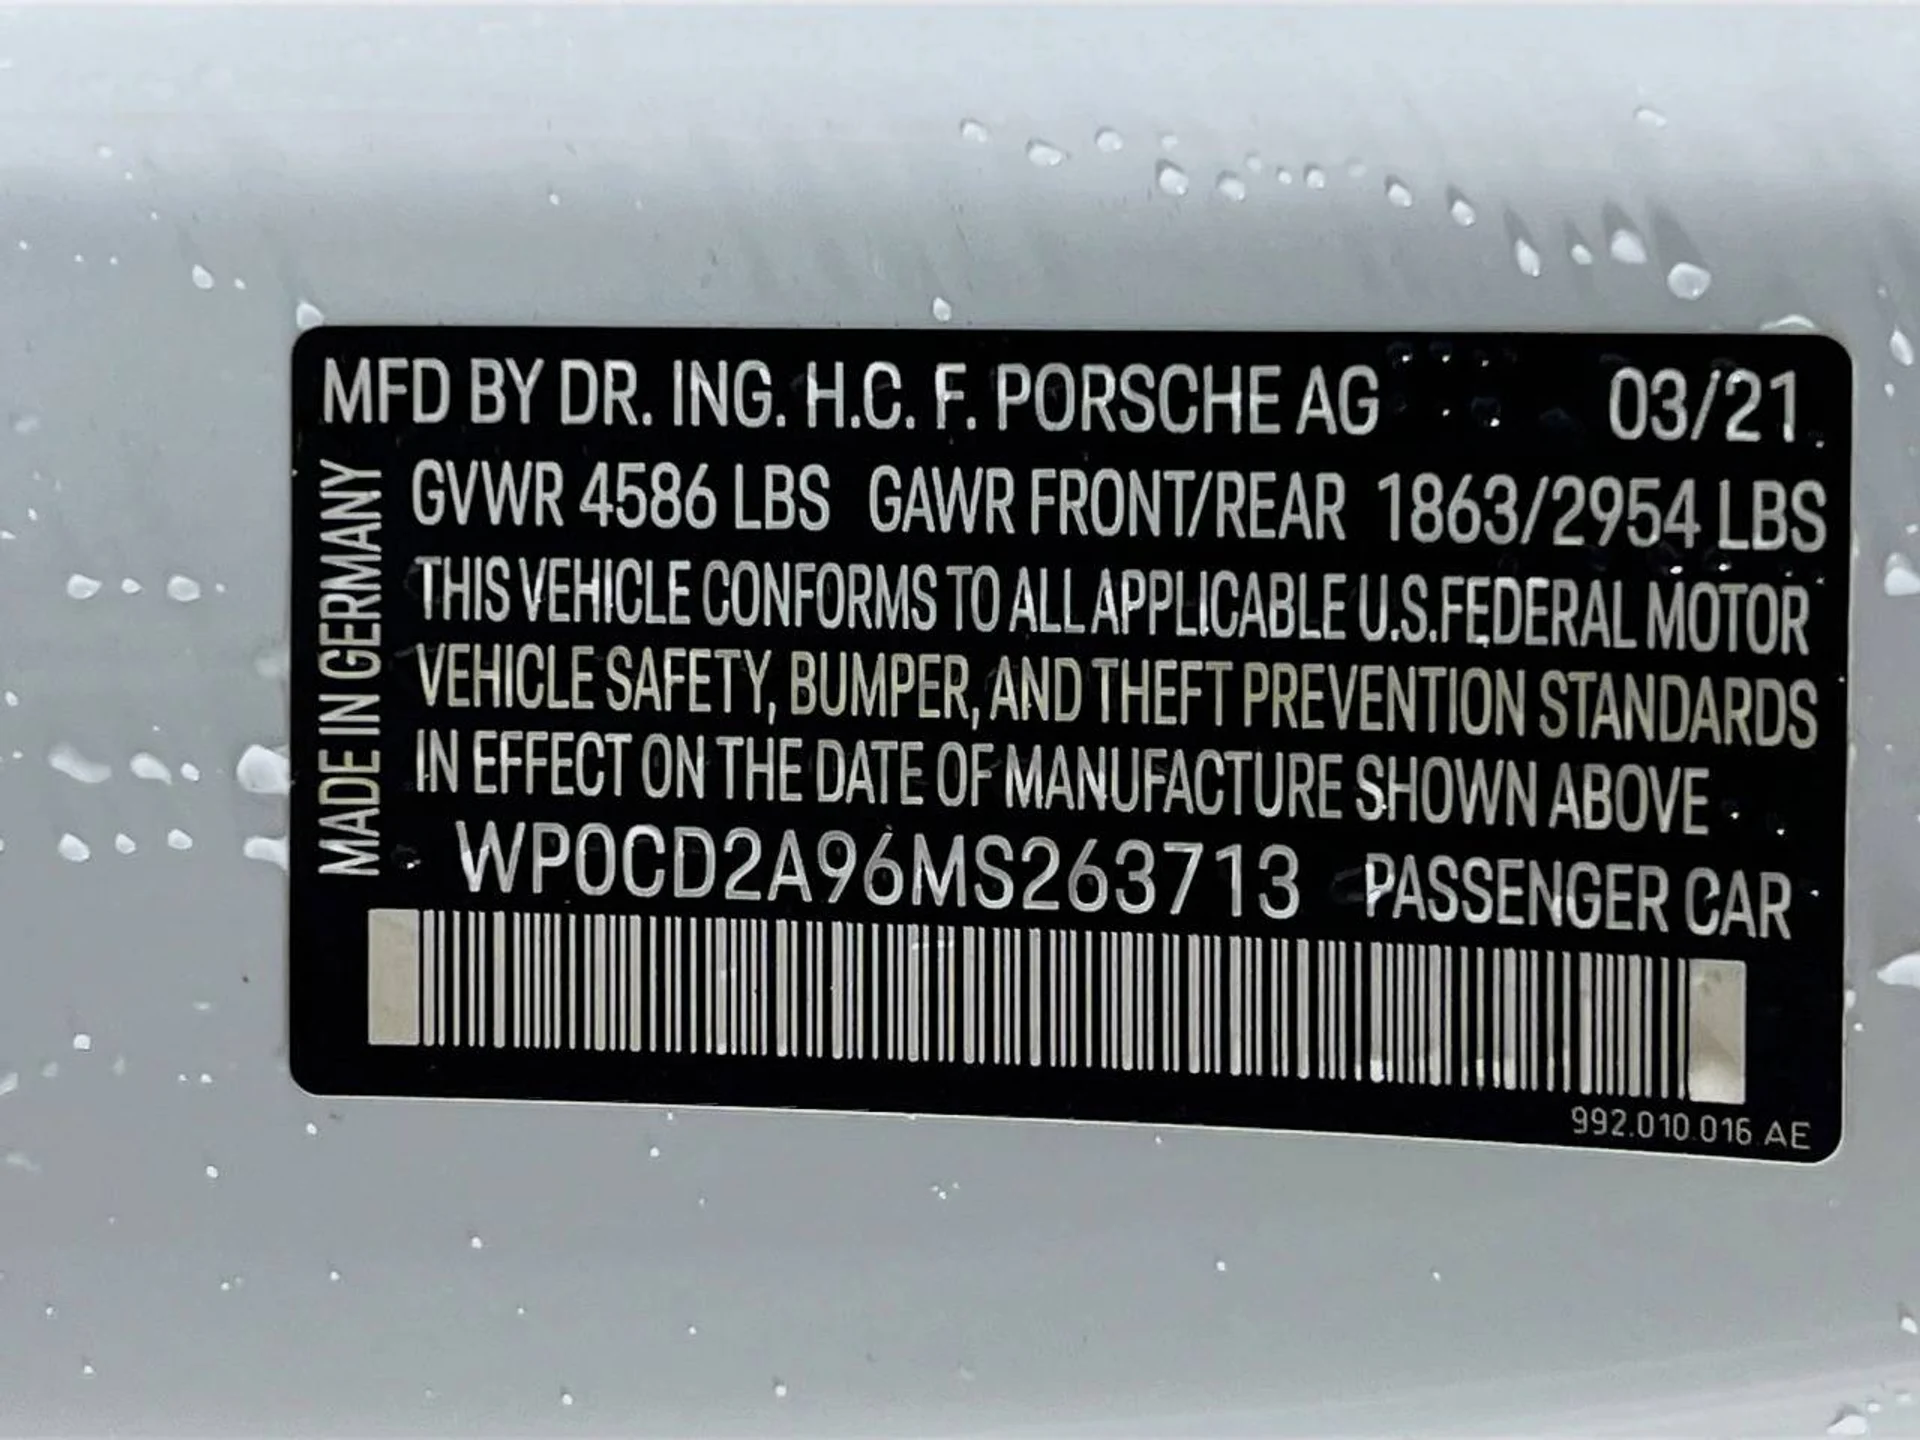 MFD BY DR. ING. H.C. F. PORSCHE AG 03/21
MADE IN GERMANY
GVWR 4586 LBS GAWR FRONT/REAR 1863/2954 LBS
THIS VEHICLE CONFORMS TO ALL APPLICABLE U.S.FEDERAL MOTOR
VEHICLE SAFETY, BUMPER, AND THEFT PREVENTION STANDARDS
IN EFFECT ON THE DATE OF MANUFACTURE SHOWN ABOVE
WP0CD2A96MS263713 PASSENGER CAR
992.010.016.AE